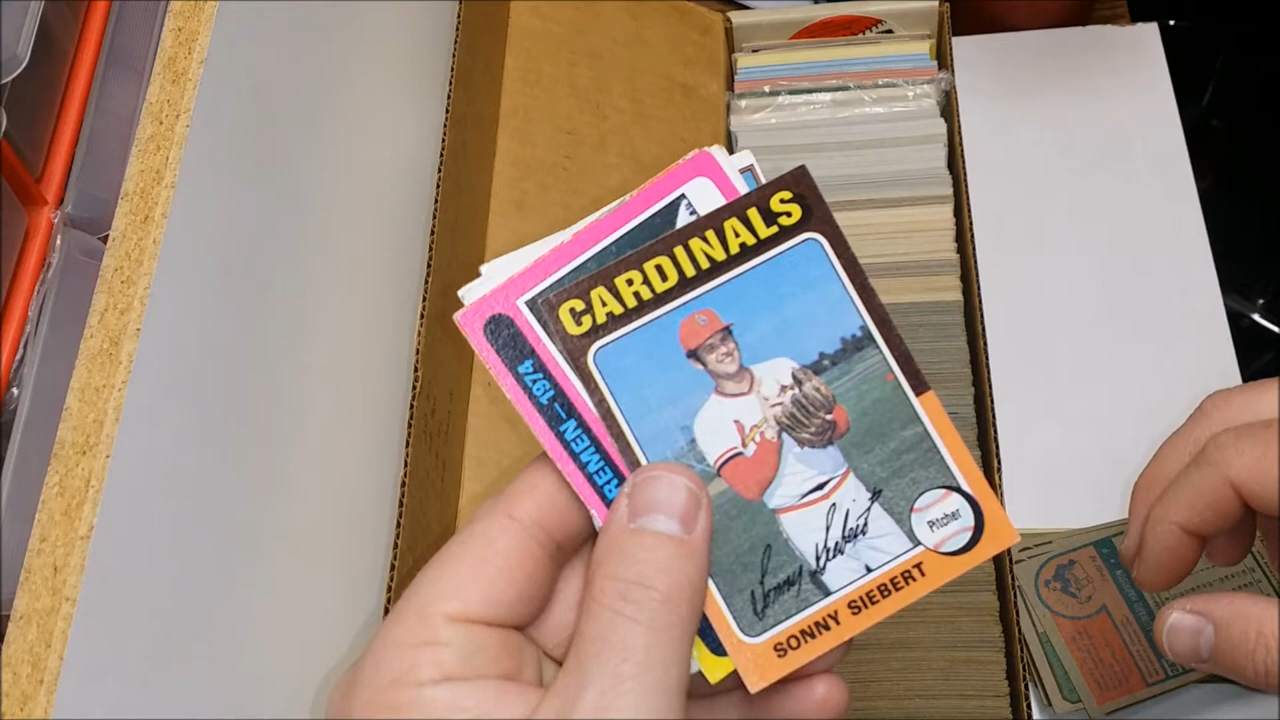 CARDINALS
REMEN—1974
Pitcher
Sonny Siebert
SONNY SIEBERT